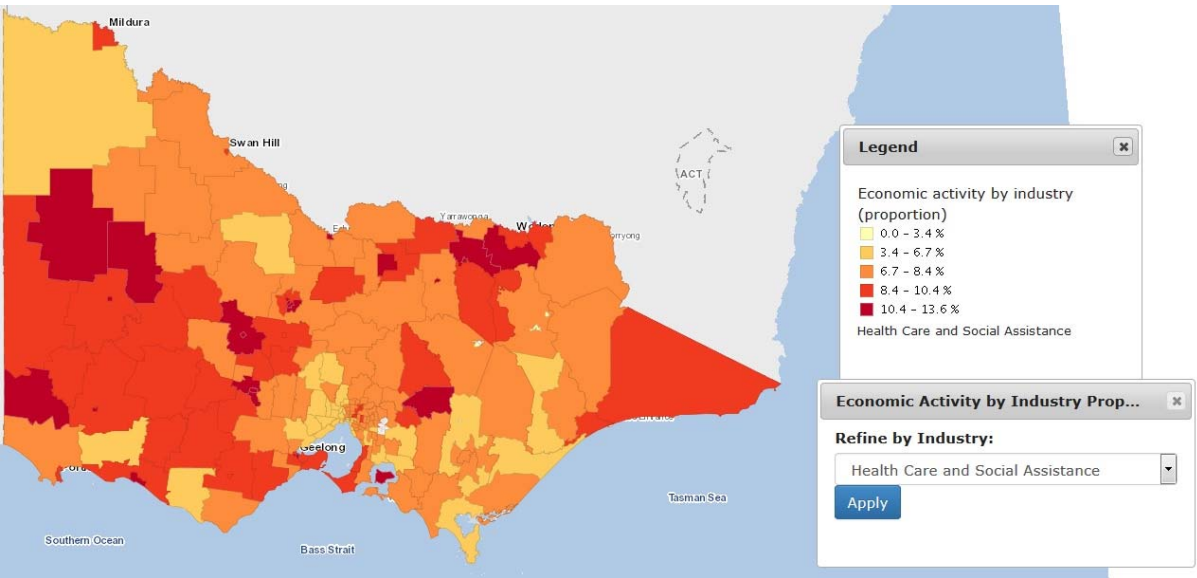 Mildura
Swan Hill
ACT
Yarrawonga
Legend
Economic activity by industry
(proportion)
0.0 - 3.4 %
3.4 - 6.7 %
6.7 - 8.4 %
8.4 - 10.4 %
10.4 - 13.6 %
Health Care and Social Assistance
Economic Activity by Industry Prop...
Refine by Industry:
Health Care and Social Assistance
Apply
Geelong
Tasman Sea
Southern Ocean
Bass Strait